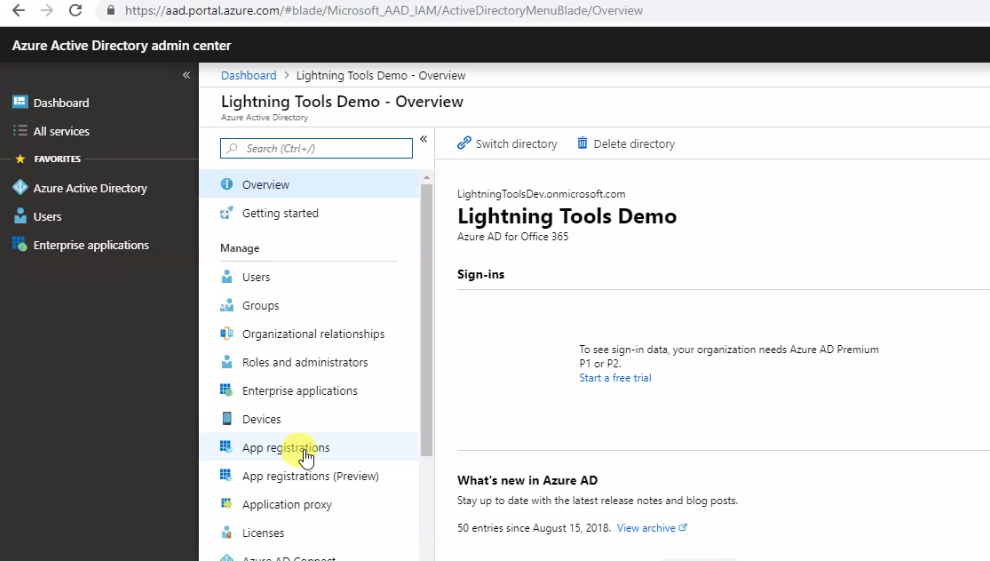 https://aad.portal.azure.com/#blade/Microsoft_AAD_IAM/ActiveDirectoryMenuBlade/Overview
Azure Active Directory admin center
«
Dashboard
All services
FAVORITES
Azure Active Directory
Users
Enterprise applications
Dashboard > Lightning Tools Demo - Overview
Lightning Tools Demo - Overview
Azure Active Directory
Search (Ctrl+/)
«
Overview
Getting started
Manage
Users
Groups
Organizational relationships
Roles and administrators
Enterprise applications
Devices
App registrations
App registrations (Preview)
Application proxy
Licenses
Azure AD Connect
Switch directory
Delete directory
LightningToolsDev.onmicrosoft.com
Lightning Tools Demo
Azure AD for Office 365
Sign-ins
To see sign-in data, your organization needs Azure AD Premium
P1 or P2.
Start a free trial
What's new in Azure AD
Stay up to date with the latest release notes and blog posts.
50 entries since August 15, 2018. View archive